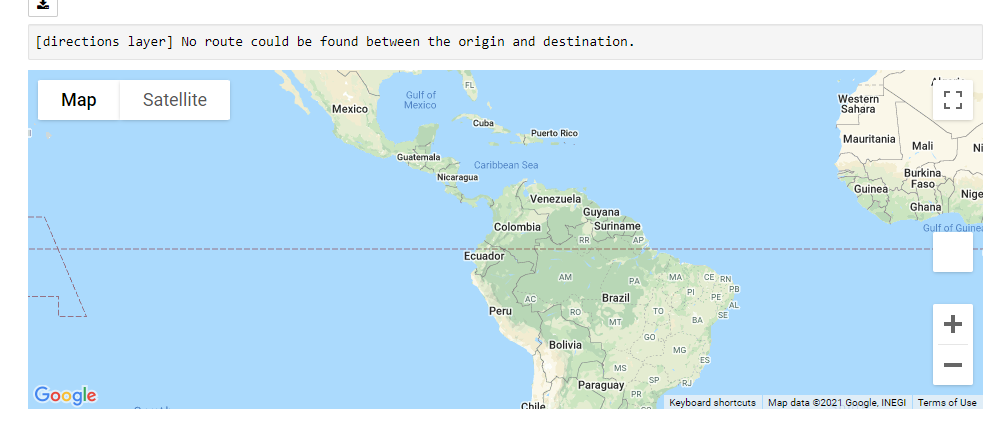 [directions layer] No route could be found between the origin and destination.
Map
Satellite
FL
Gulf of
Mexico
Mexico
Cuba
Puerto Rico
Guatemala
Caribbean Sea
Nicaragua
Western
Sahara
Mauritania
Mali
Ni
Burkina
Faso
Guinea
Nige
Ghana
Gulf of Guine
Venezuela
Guyana
Suriname
Colombia
RR
AP
Ecuador
AM
PA
MA
CE
RN
PB
PI
PE
AL
AC
Brazil
TO
SE
Peru
RO
MT
BA
GO
Bolivia
MG
ES
MS
SP
RJ
Paraguay
PR
Chile
Google
Keyboard shortcuts
Map data ©2021 Google, INEGI
Terms of Use